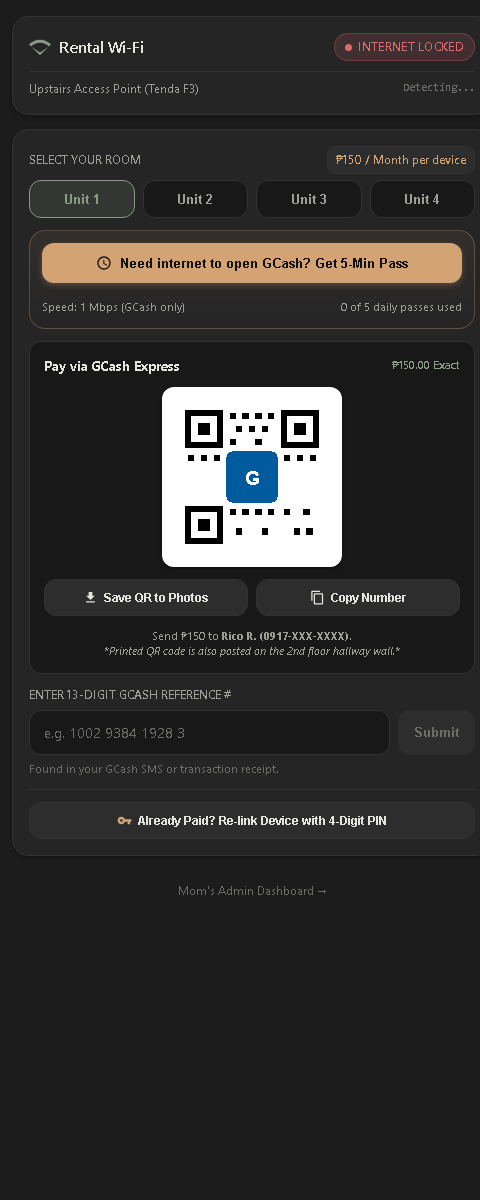 Rental Wi-Fi
INTERNET LOCKED
Upstairs Access Point (Tenda F3)
Detecting...
SELECT YOUR ROOM
₱150 / Month per device
Unit 1
Unit 2
Unit 3
Unit 4
Need internet to open GCash? Get 5-Min Pass
Speed: 1 Mbps (GCash only)
0 of 5 daily passes used
Pay via GCash Express
₱150.00 Exact
G
Save QR to Photos
Copy Number
Send ₱150 to Rico R. (0917-XXX-XXXX).
*Printed QR code is also posted on the 2nd floor hallway wall.*
ENTER 13-DIGIT GCASH REFERENCE #
e.g. 1002 9384 1928 3
Submit
Found in your GCash SMS or transaction receipt.
Already Paid? Re-link Device with 4-Digit PIN
Mom's Admin Dashboard →